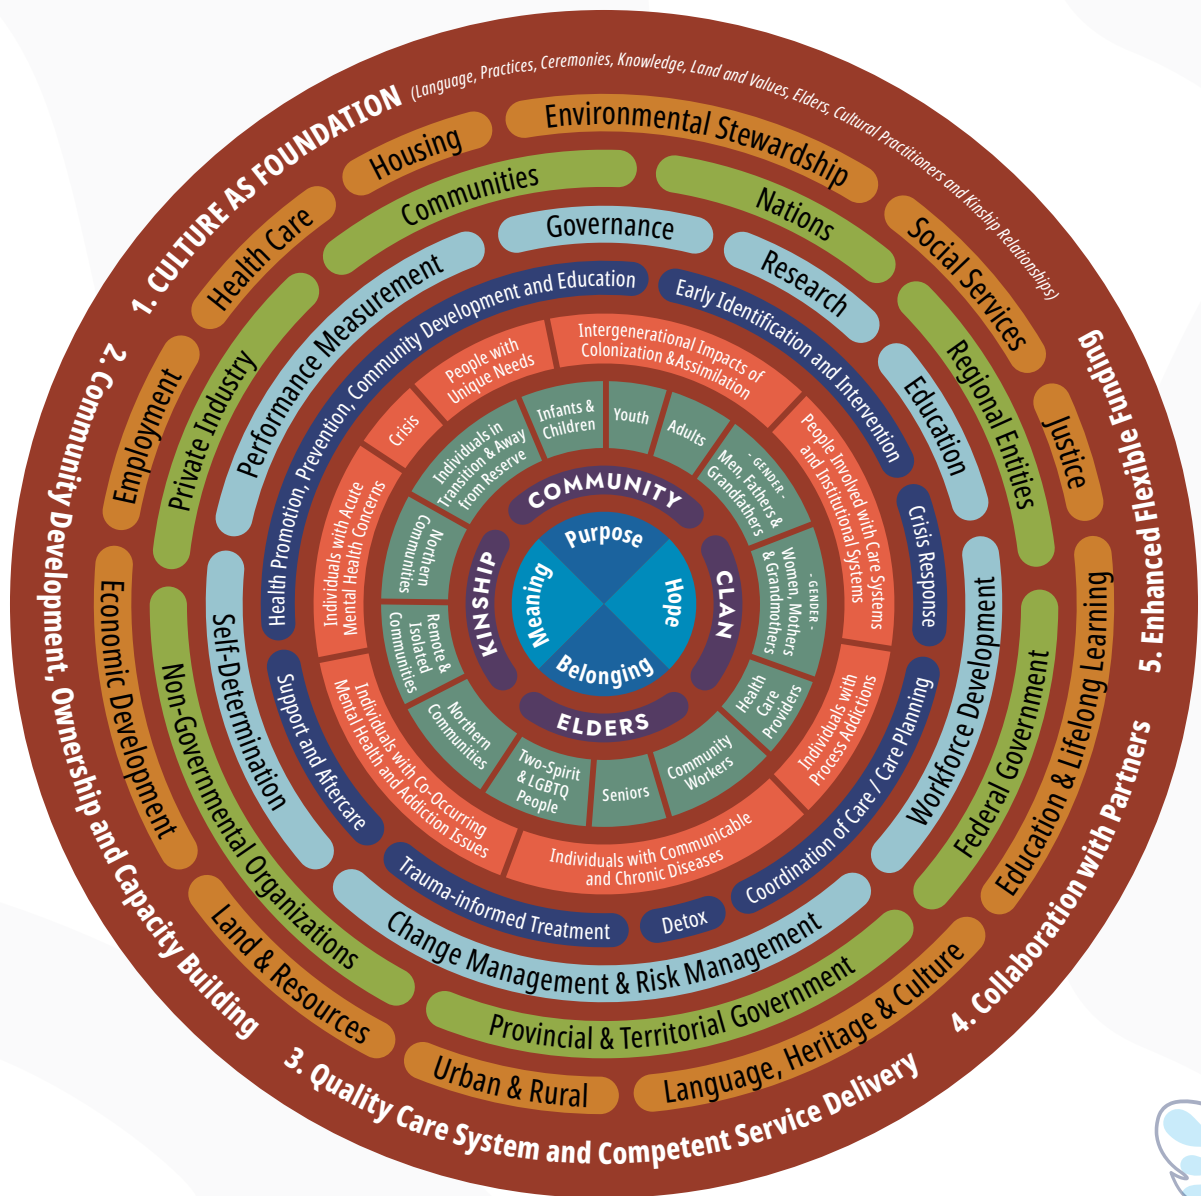 1. CULTURE AS FOUNDATION
(Language, Practices, Ceremonies, Knowledge, Land and Values, Elders, Cultural Practitioners and Kinship Relationships)
2. Community Development, Ownership and Capacity Building
3. Quality Care System and Competent Service Delivery
4. Collaboration with Partners
5. Enhanced Flexible Funding
Environmental Stewardship
Social Services
Justice
Education & Lifelong Learning
Language, Heritage & Culture
Urban & Rural
Land & Resources
Economic Development
Employment
Health Care
Housing
Communities
Nations
Regional Entities
Federal Government
Provincial & Territorial Government
Non-Governmental Organizations
Private Industry
Governance
Research
Education
Workforce Development
Change Management & Risk Management
Self-Determination
Performance Measurement
Health Promotion, Prevention, Community Development and Education
Early Identification and Intervention
Crisis Response
Coordination of Care / Care Planning
Detox
Trauma-informed Treatment
Support and Aftercare
Intergenerational Impacts of
Colonization & Assimilation
People Involved with Care Systems
and Institutional Systems
Individuals with
Process Addictions
Individuals with Communicable
and Chronic Diseases
Individuals with Co-Occurring
Mental Health and Addiction Issues
Individuals with Acute
Mental Health Concerns
Crisis
People with
Unique Needs
Infants &
Children
Youth
Adults
- GENDER -
Men, Fathers &
Grandfathers
- GENDER -
Women, Mothers
& Grandmothers
Health
Care
Providers
Community
Workers
Seniors
Two-Spirit
& LGBTQ
People
Northern
Communities
Remote &
Isolated
Communities
Northern
Communities
Individuals in
Transition & Away
from Reserve
COMMUNITY
CLAN
ELDERS
KINSHIP
Purpose
Hope
Belonging
Meaning